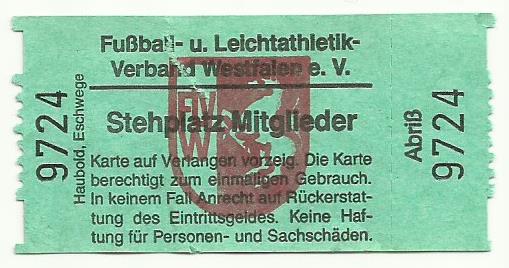 Fußball- u. Leichtathletik-
Verband Westfalen e. V.
FLVW
Stehplatz Mitglieder
Karte auf Verlangen vorzeig. Die Karte
berechtigt zum einmaligen Gebrauch.
In keinem Fall Anrecht auf Rückerstat-
tung des Eintrittsgeldes. Keine Haf-
tung für Personen- und Sachschäden.
9724
Haubold, Eschwege
Abriß
9724